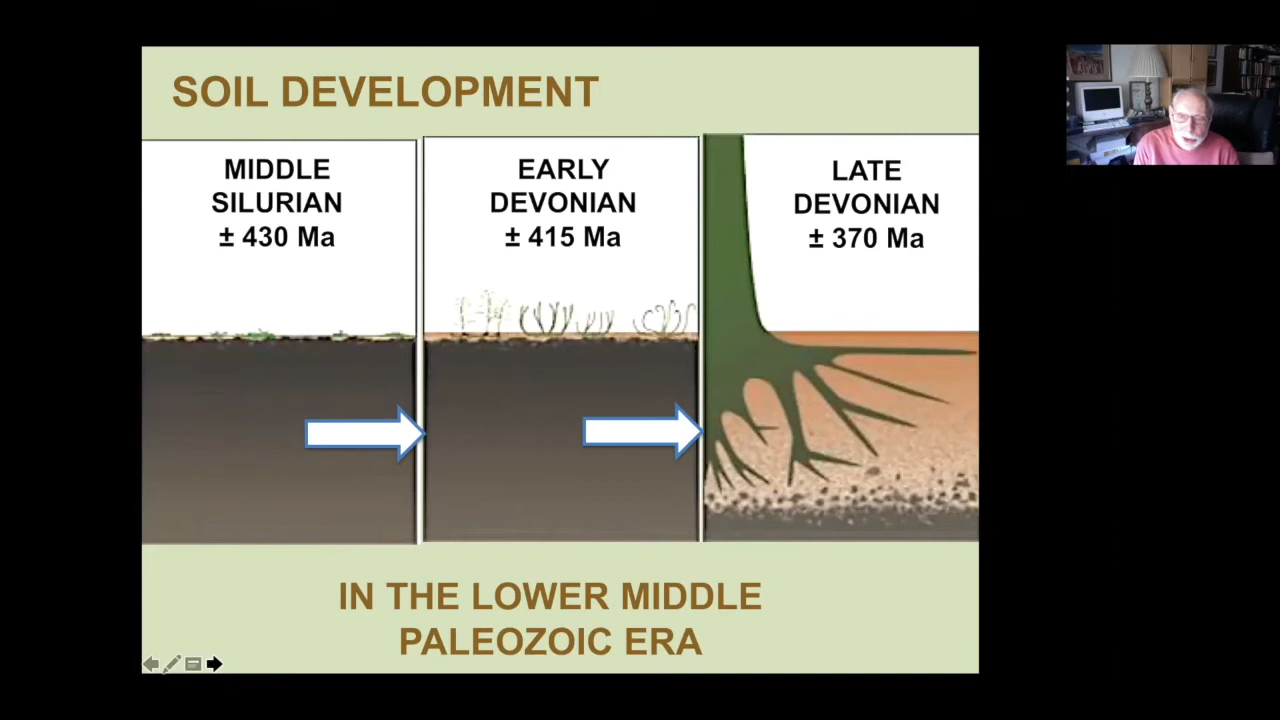 SOIL DEVELOPMENT
MIDDLE
SILURIAN
± 430 Ma
EARLY
DEVONIAN
± 415 Ma
LATE
DEVONIAN
± 370 Ma
IN THE LOWER MIDDLE
PALEOZOIC ERA